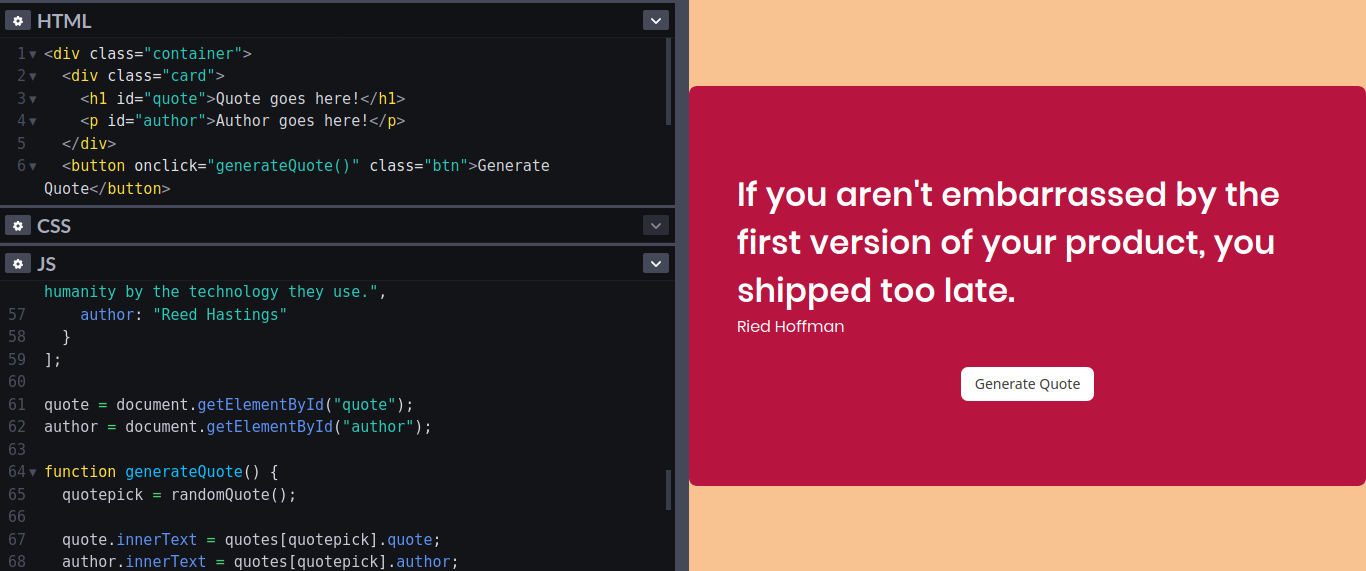 HTML
1 <div class="container">
2 <div class="card">
3 <h1 id="quote">Quote goes here!</h1>
4 <p id="author">Author goes here!</p>
5 </div>
6 <button onclick="generateQuote()" class="btn">Generate
Quote</button>
CSS
JS
humanity by the technology they use.",
57 author: "Reed Hastings"
58 }
59 ];
60
61 quote = document.getElementById("quote");
62 author = document.getElementById("author");
63
64 function generateQuote() {
65 quotepick = randomQuote();
66
67 quote.innerText = quotes[quotepick].quote;
68 author.innerText = quotes[quotepick].author;
If you aren't embarrassed by the
first version of your product, you
shipped too late.
Ried Hoffman
Generate Quote